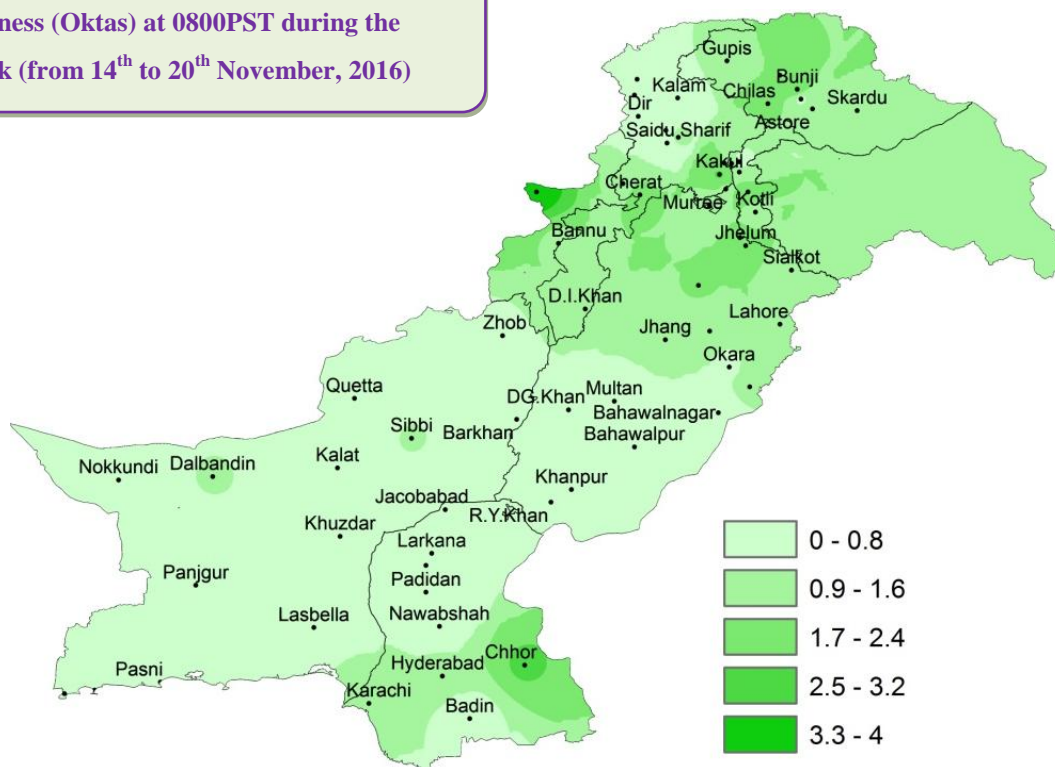 ness (Oktas) at 0800PST during the
k (from 14th to 20th November, 2016)
Gupis
Bunji
Kalam
Chilas
Skardu
Dir
Saidu Sharif
Astore
Kakul
Cherat
Murree
Kotli
Bannu
Jhelum
Sialkot
D.I.Khan
Zhob
Lahore
Jhang
Okara
Quetta
DG.Khan
Multan
Bahawalnagar
Sibbi
Barkhan
Bahawalpur
Nokkundi
Dalbandin
Kalat
Khanpur
Jacobabad
R.Y.Khan
Khuzdar
Larkana
0 - 0.8
Panjgur
Padidan
0.9 - 1.6
Lasbella
Nawabshah
1.7 - 2.4
Chhor
Pasni
Hyderabad
2.5 - 3.2
Karachi
Badin
3.3 - 4